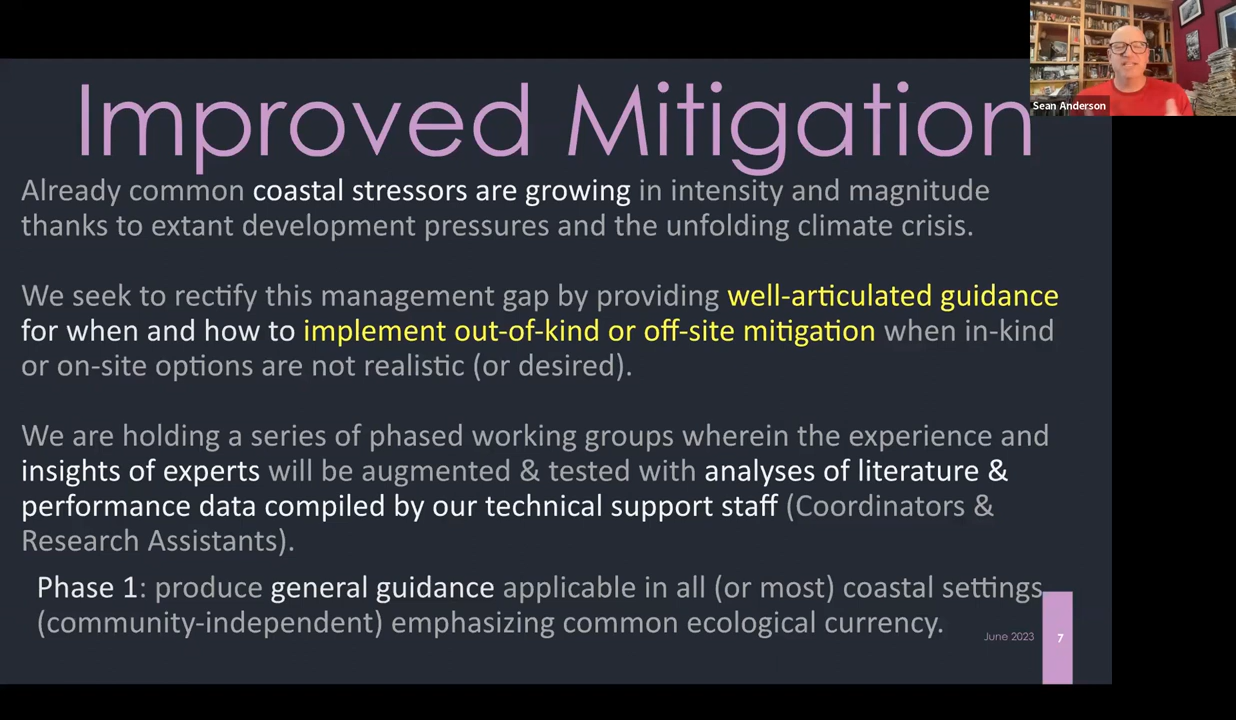 Improved Mitigation
Sean Anderson
Already common coastal stressors are growing in intensity and magnitude
thanks to extant development pressures and the unfolding climate crisis.
We seek to rectify this management gap by providing well-articulated guidance
for when and how to implement out-of-kind or off-site mitigation when in-kind
or on-site options are not realistic (or desired).
We are holding a series of phased working groups wherein the experience and
insights of experts will be augmented & tested with analyses of literature &
performance data compiled by our technical support staff (Coordinators &
Research Assistants).
Phase 1: produce general guidance applicable in all (or most) coastal settings
(community-independent) emphasizing common ecological currency.
June 2023
7